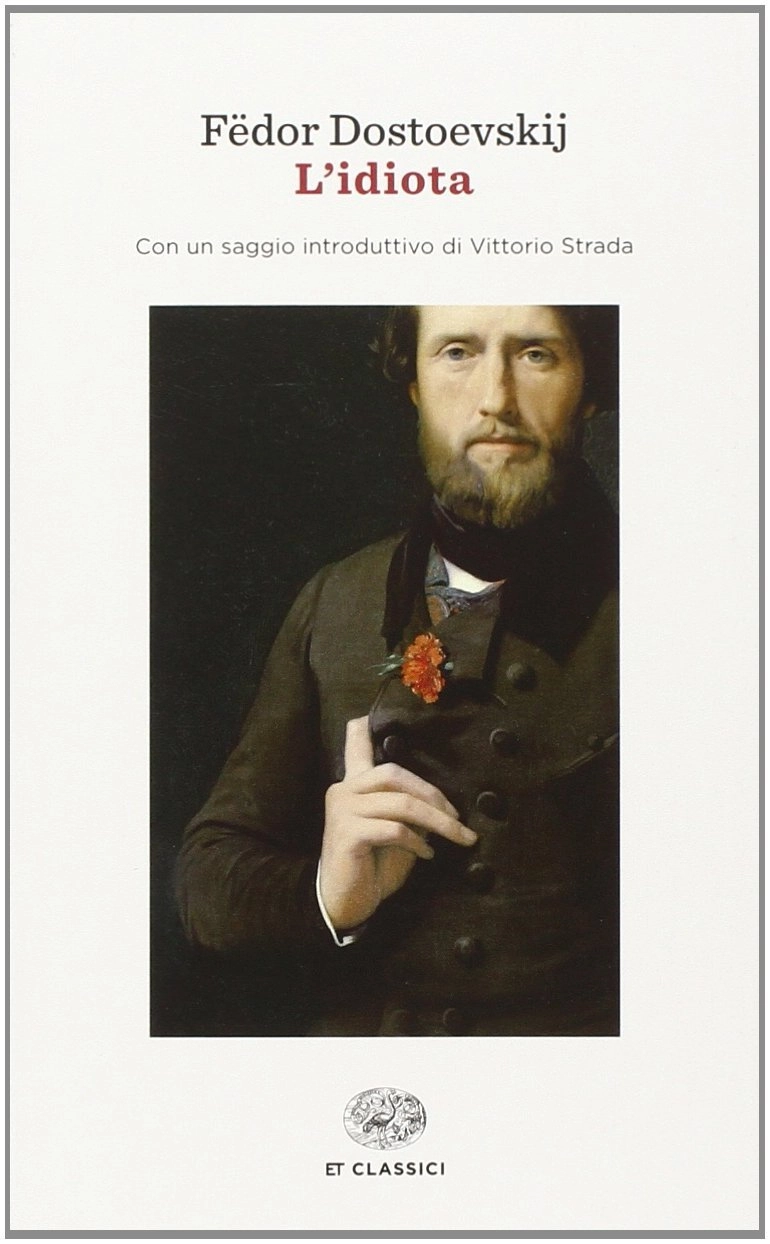 Fëdor Dostoevskij
L’idiota
Con un saggio introduttivo di Vittorio Strada
ET CLASSICI